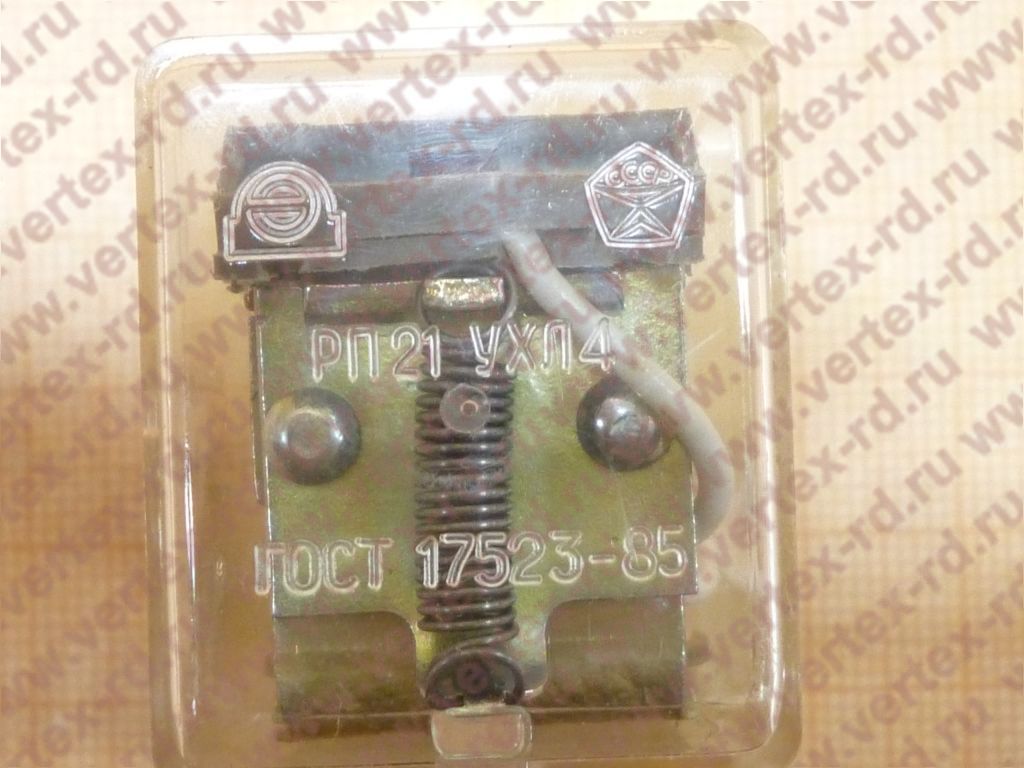 СССР
РП21 УХЛ4
ГОСТ 17523-85
www.vertex-rd.ru